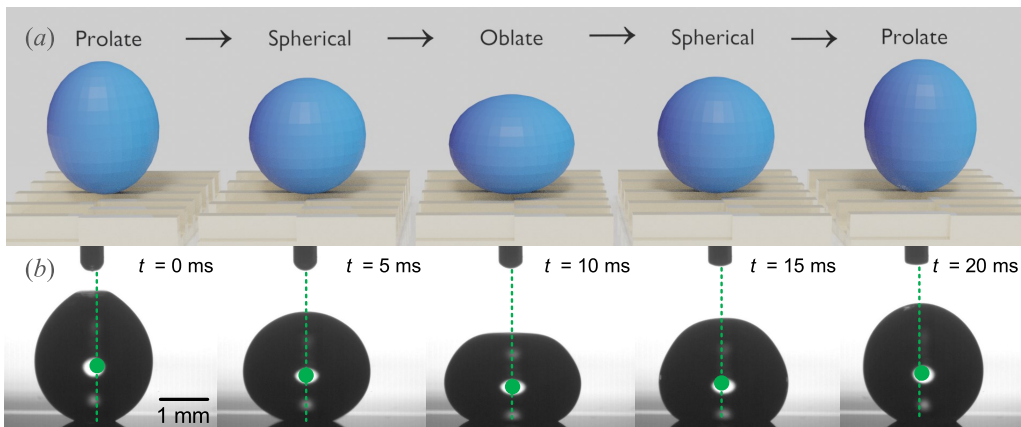 (a) Prolate → Spherical → Oblate → Spherical → Prolate
(b) t = 0 ms t = 5 ms t = 10 ms t = 15 ms t = 20 ms
1 mm